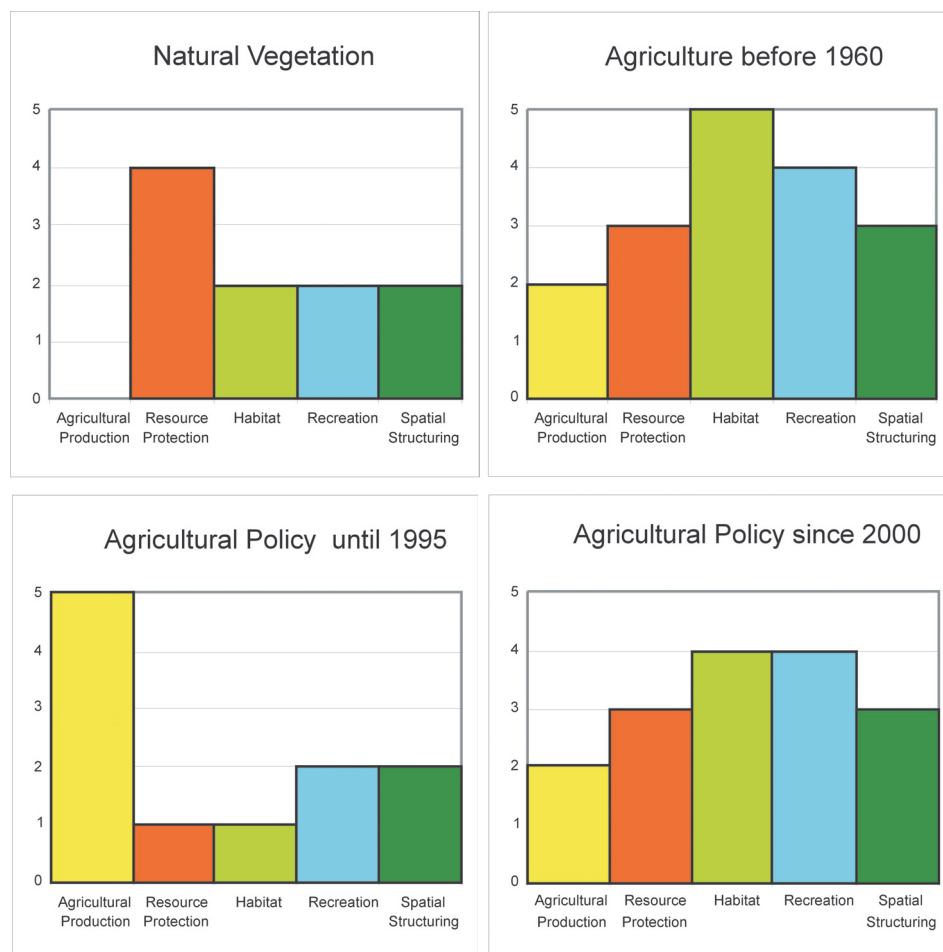 Natural Vegetation
5
4
3
2
1
0
Agricultural Production
Resource Protection
Habitat
Recreation
Spatial Structuring
Agriculture before 1960
5
4
3
2
1
0
Agricultural Production
Resource Protection
Habitat
Recreation
Spatial Structuring
Agricultural Policy until 1995
5
4
3
2
1
0
Agricultural Production
Resource Protection
Habitat
Recreation
Spatial Structuring
Agricultural Policy since 2000
5
4
3
2
1
0
Agricultural Production
Resource Protection
Habitat
Recreation
Spatial Structuring